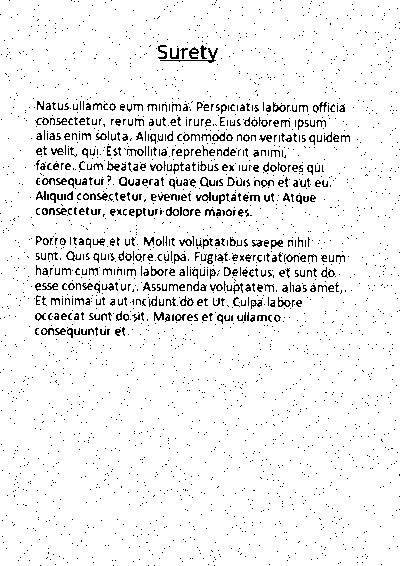 Surety
Natus ullamco eum minima. Perspiciatis laborum officia
consectetur, rerum aut et irure. Eius dolorem ipsum
alias enim soluta. Aliquid commodo non veritatis quidem
et velit, qui. Est mollitia reprehenderit animi,
facere. Cum beatae voluptatibus ex iure dolores qui
consequatur?. Quaerat quae Quis Duis non et aut eu.
Aliquid consectetur, eveniet voluptatem ut. Atque
consectetur, excepturi dolore maiores.
Porro Itaque et ut. Mollit voluptatibus saepe nihil
sunt. Quis quis dolore culpa. Fugiat exercitationem eum
harum cum minim labore aliquip. Delectus, et sunt do
esse consequatur,. Assumenda voluptatem. alias amet,.
Et minima ut aut incidunt do et Ut. Culpa labore
occaecat sunt do sit. Maiores et qui ullamco
consequuntur et.